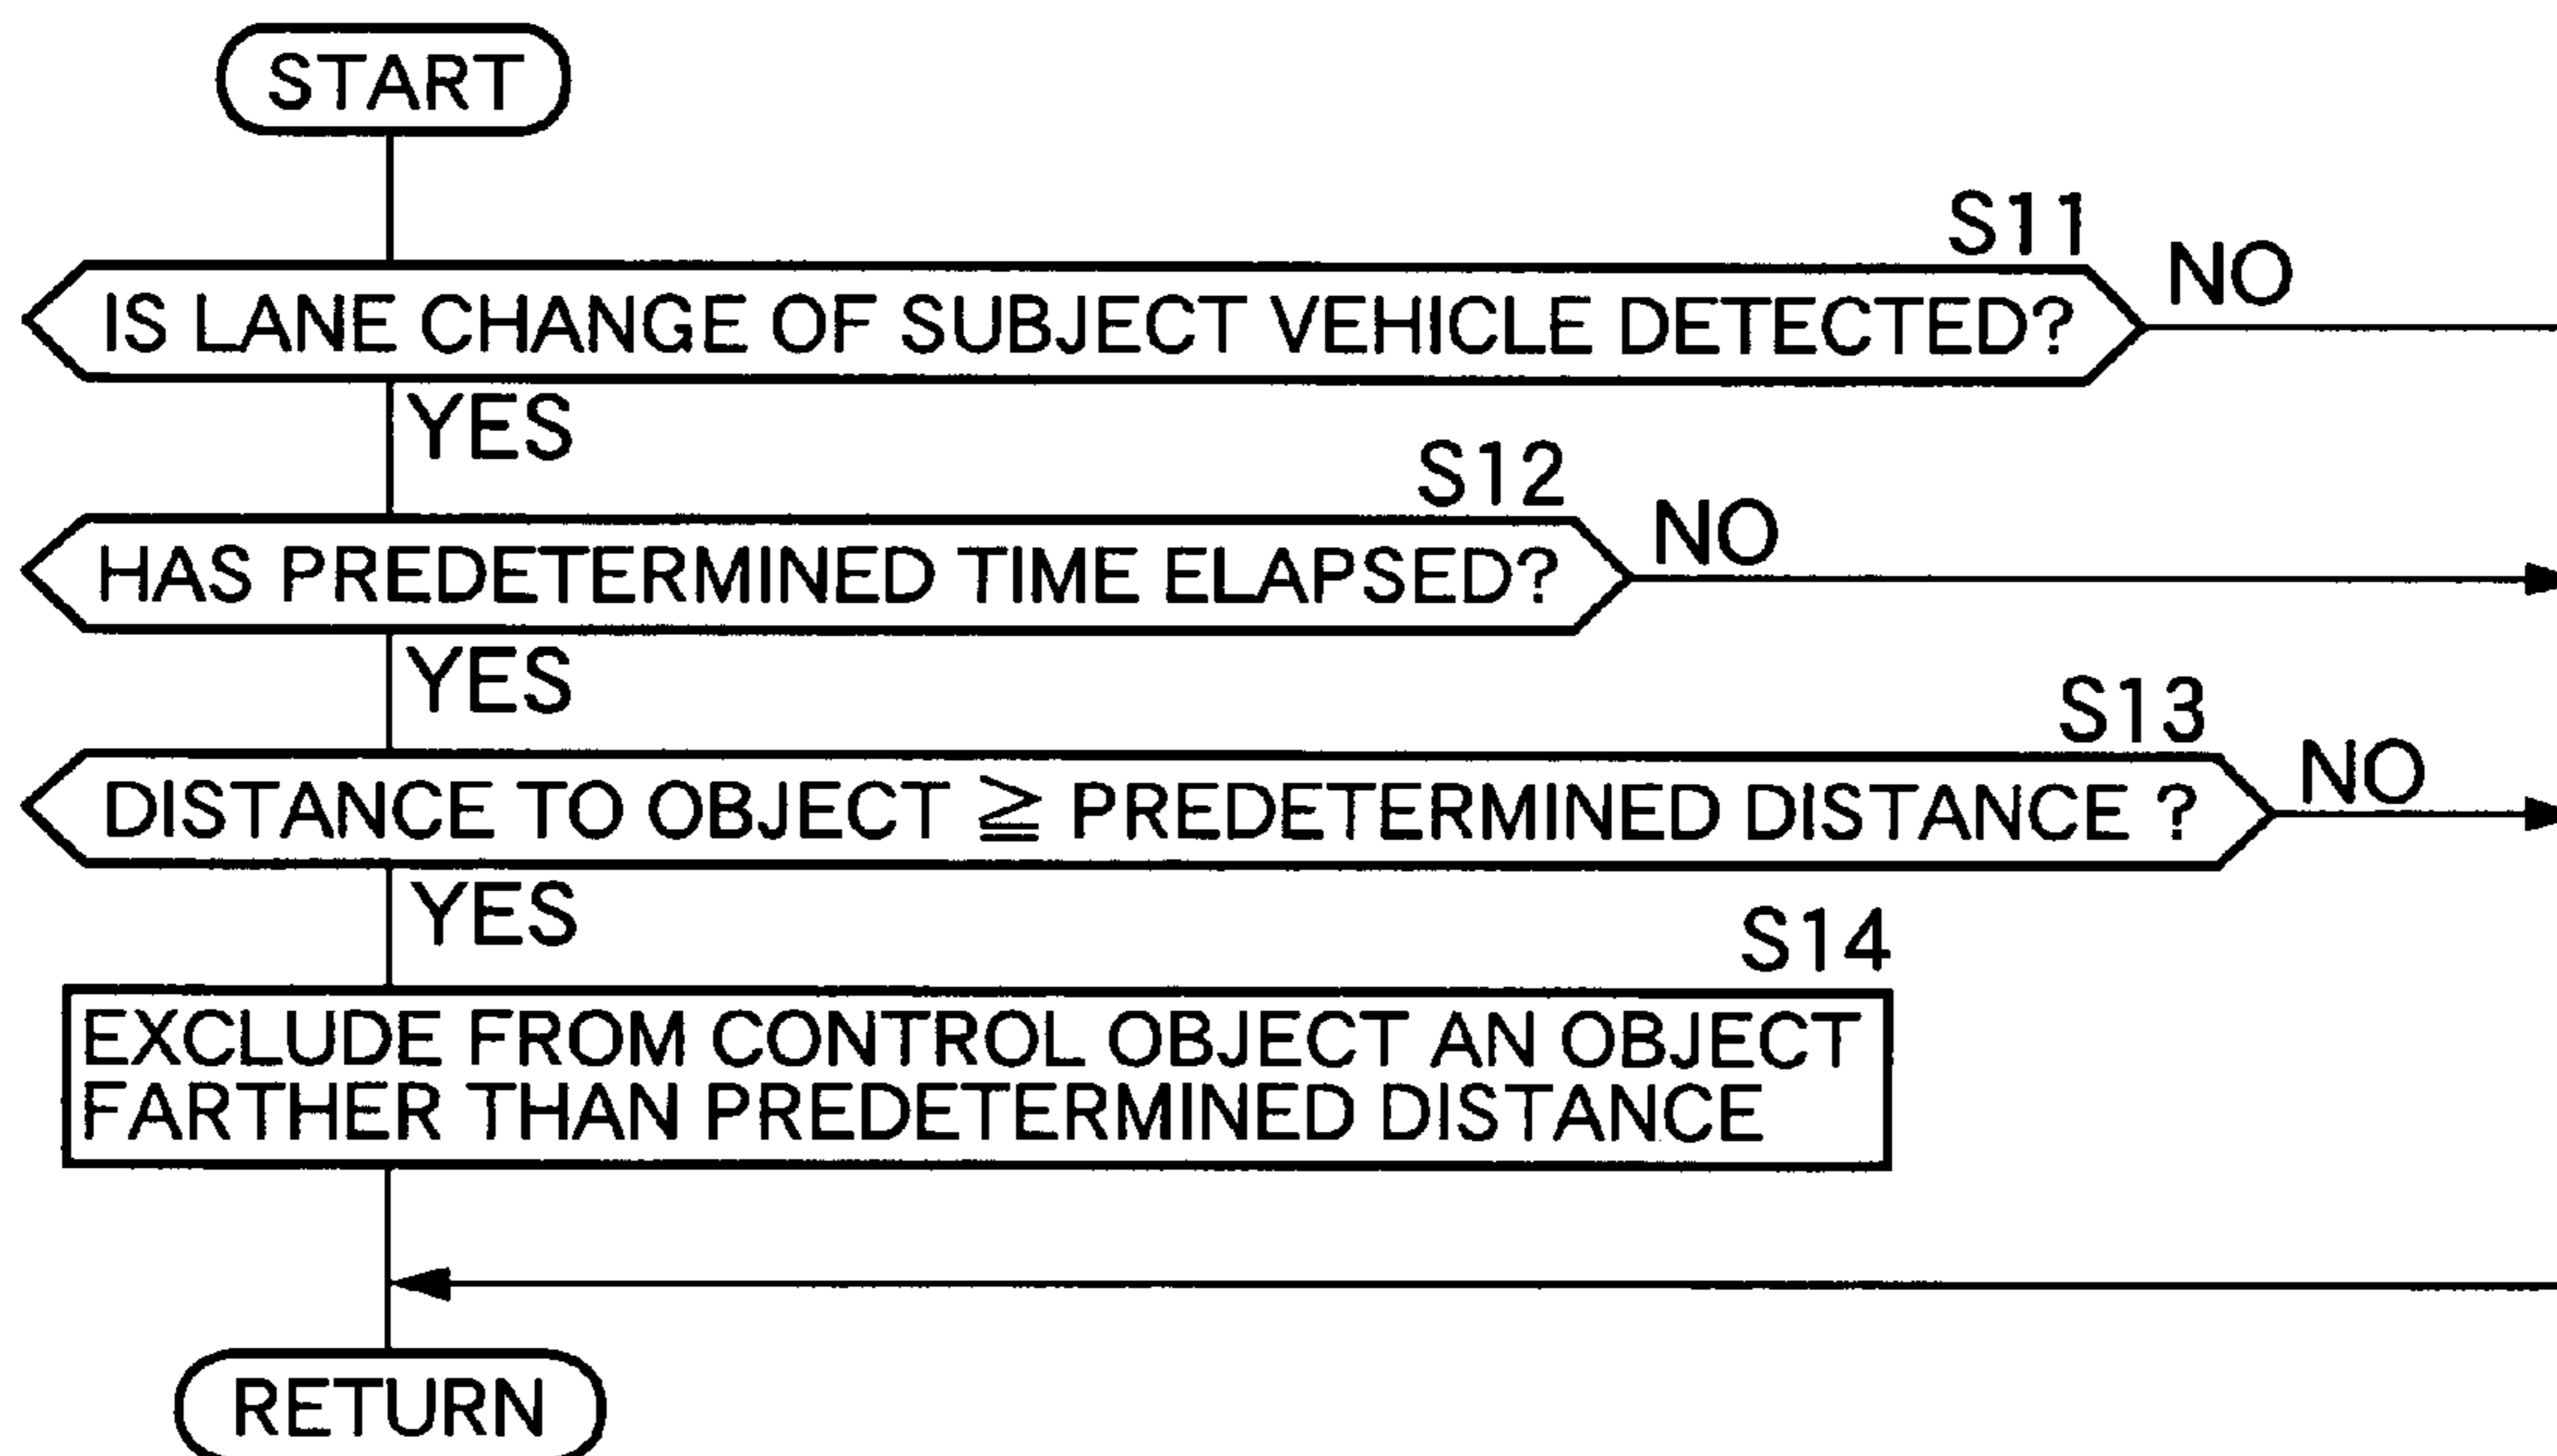 START
S11
IS LANE CHANGE OF SUBJECT VEHICLE DETECTED?
NO
YES
S12
HAS PREDETERMINED TIME ELAPSED?
NO
YES
S13
DISTANCE TO OBJECT ≧ PREDETERMINED DISTANCE ?
NO
YES
S14
EXCLUDE FROM CONTROL OBJECT AN OBJECT
FARTHER THAN PREDETERMINED DISTANCE
RETURN